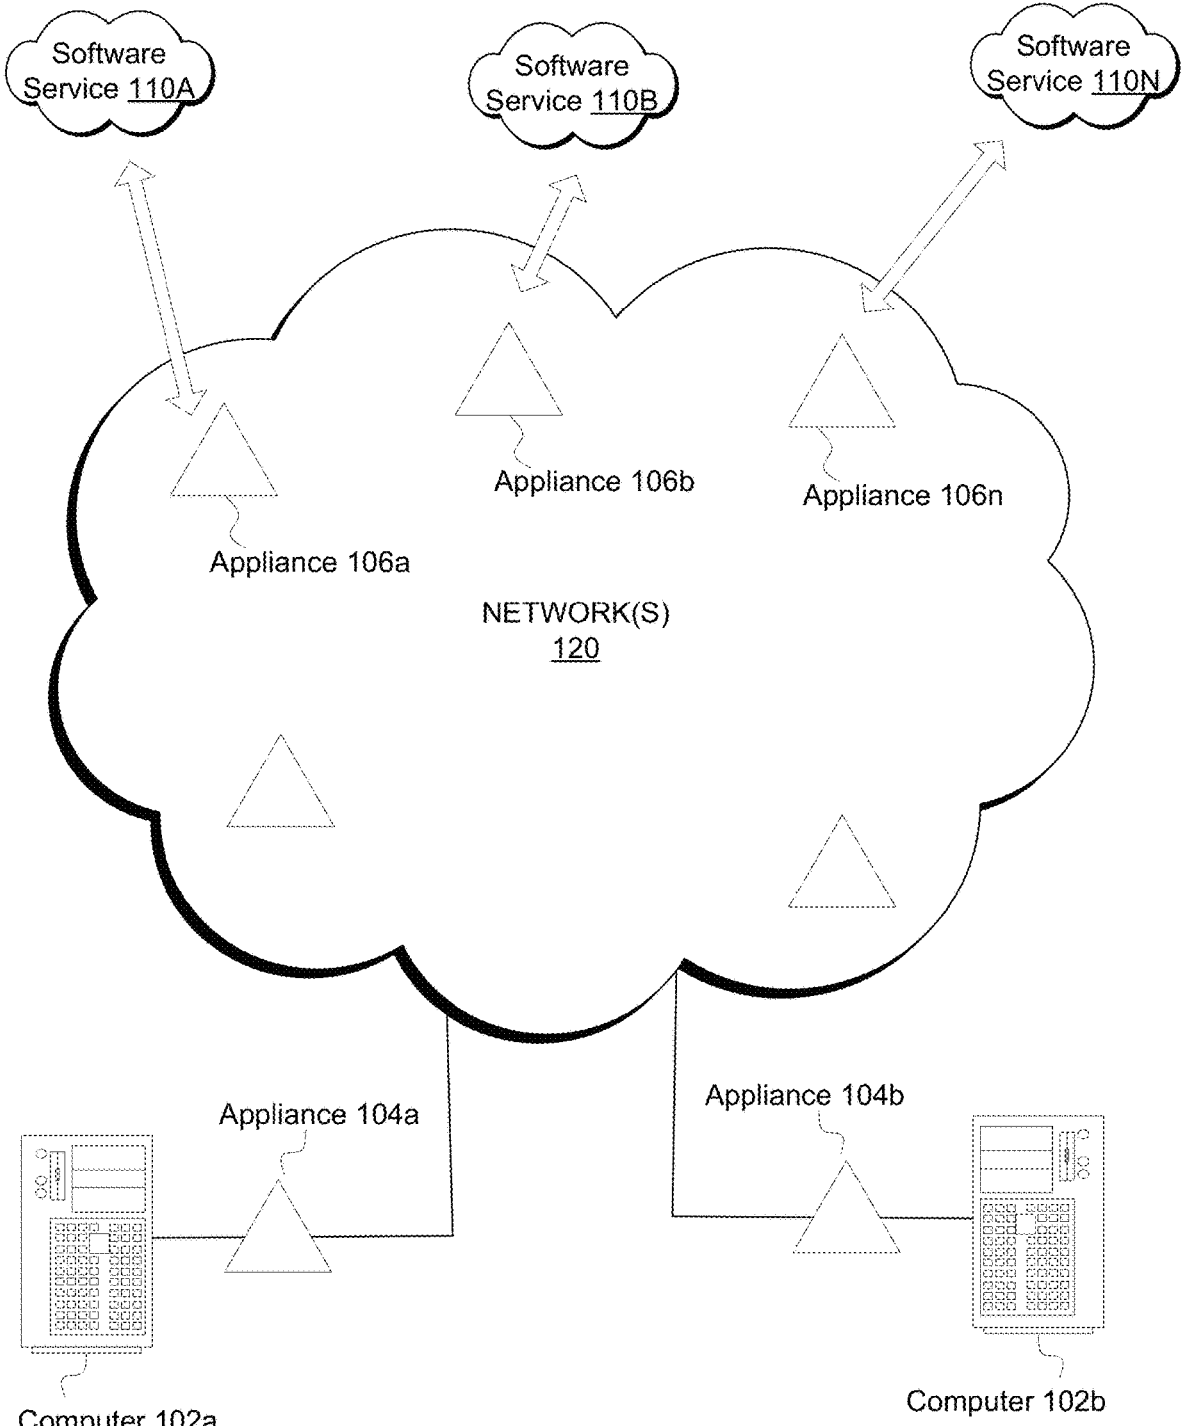 Software
Service 110A
Software
Service 110B
Software
Service 110N
Appliance 106b
Appliance 106n
Appliance 106a
NETWORK(S)
120
Appliance 104a
Appliance 104b
Computer 102b
Computer 102a